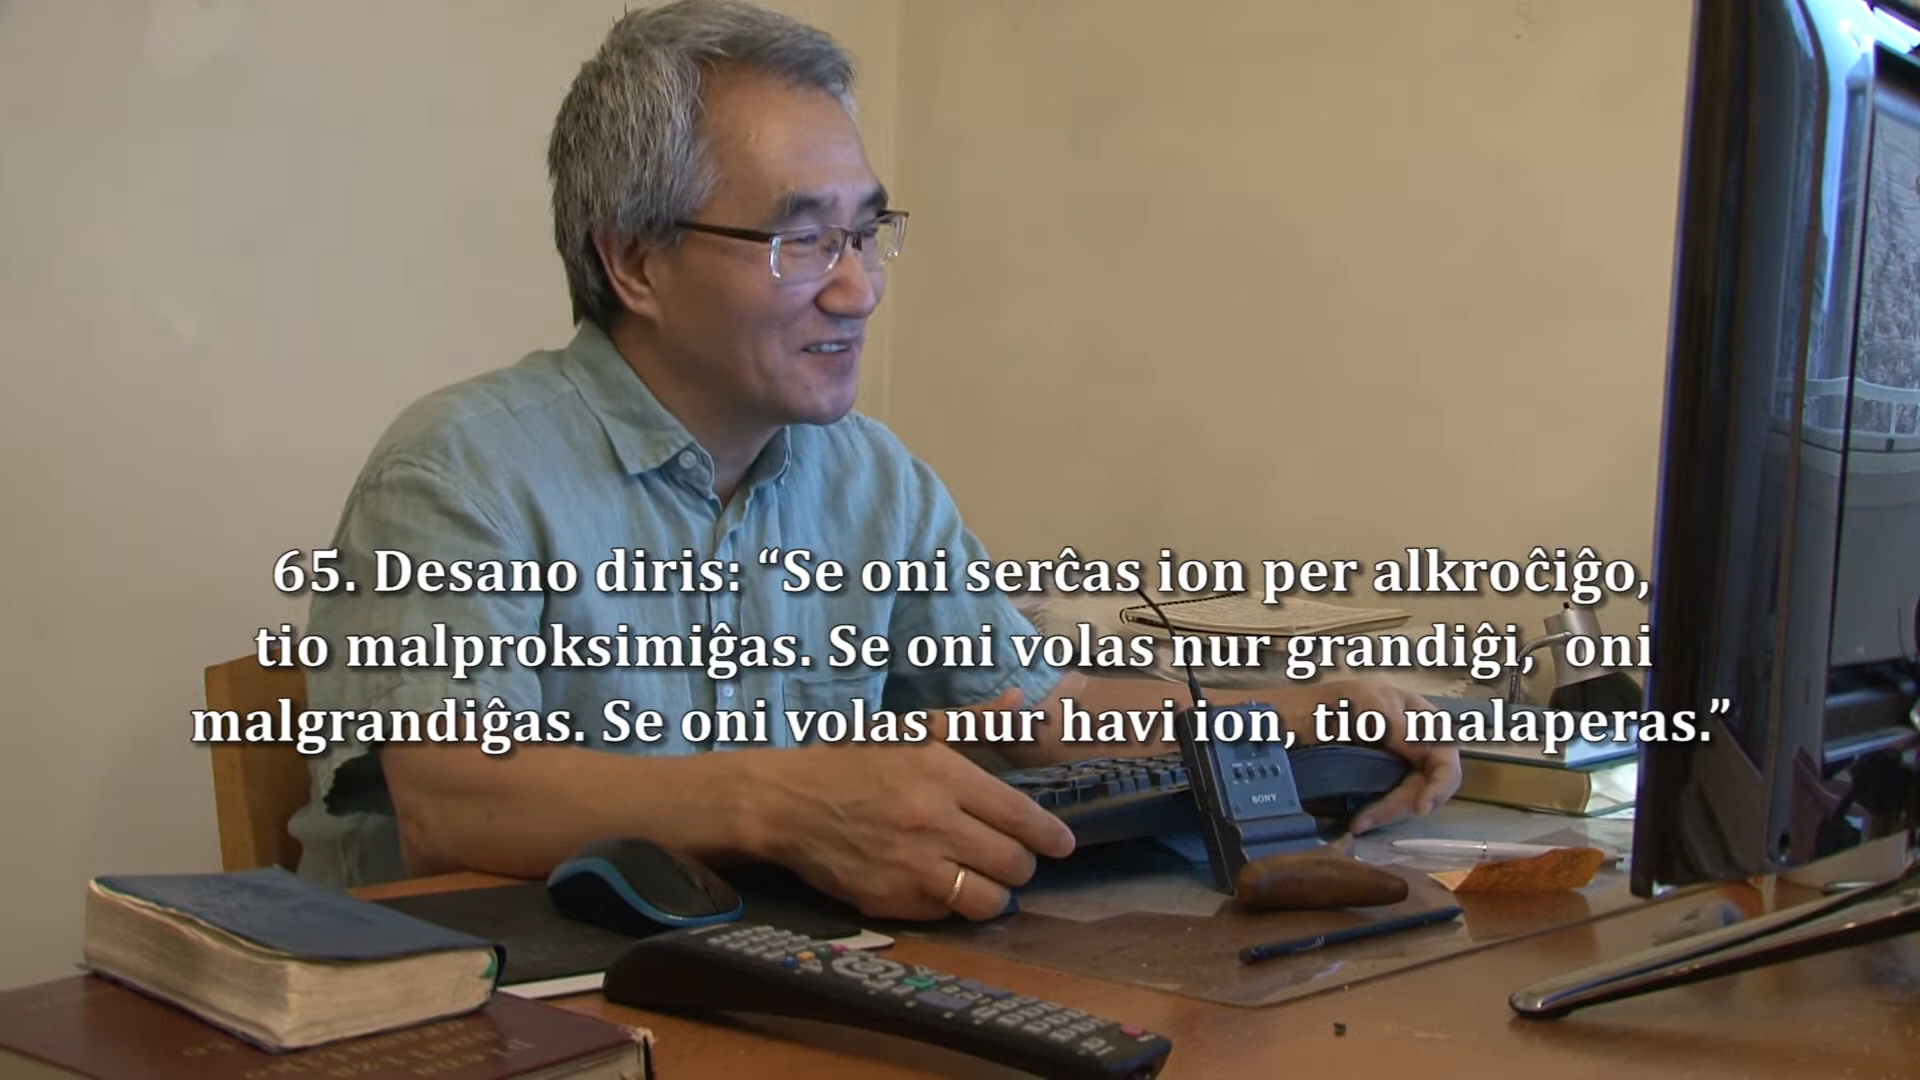 65. Desano diris: “Se oni serĉas ion per alkroĉiĝo,
tio malproksimiĝas. Se oni volas nur grandiĝi,  oni
malgrandiĝas. Se oni volas nur havi ion, tio malaperas.”
SONY